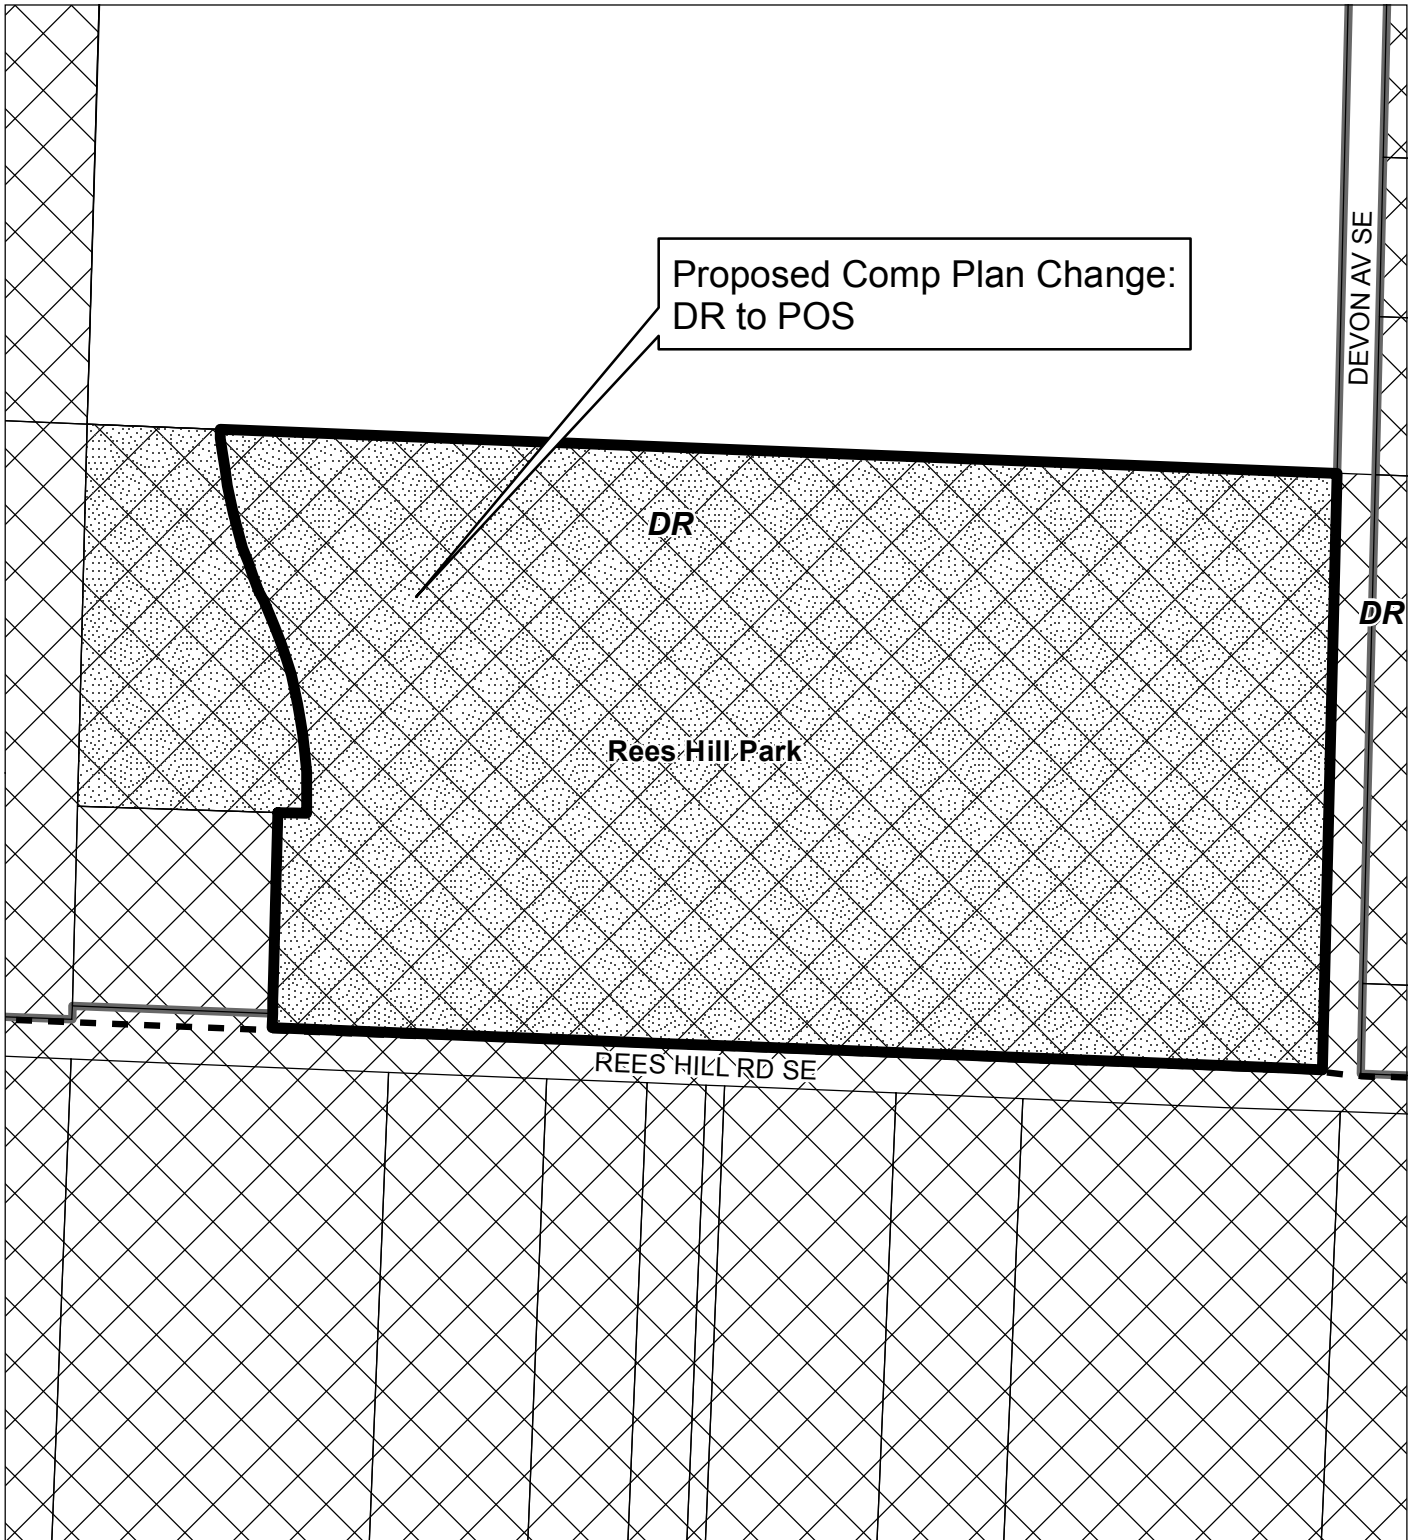 DEVON AV SE
Proposed Comp Plan Change:
DR to POS
DR
DR
Rees Hill Park
REES HILL RD SE